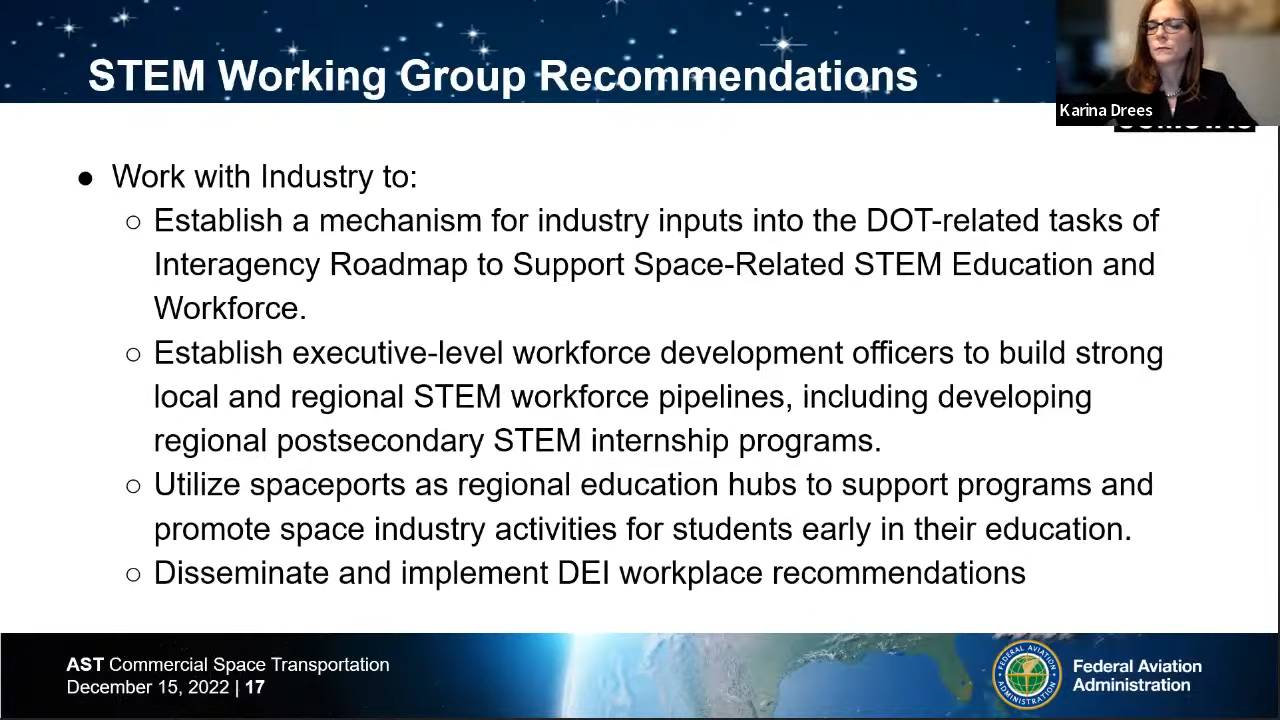 STEM Working Group Recommendations
Karina Drees
● Work with Industry to:
○ Establish a mechanism for industry inputs into the DOT-related tasks of
Interagency Roadmap to Support Space-Related STEM Education and
Workforce.
○ Establish executive-level workforce development officers to build strong
local and regional STEM workforce pipelines, including developing
regional postsecondary STEM internship programs.
○ Utilize spaceports as regional education hubs to support programs and
promote space industry activities for students early in their education.
○ Disseminate and implement DEI workplace recommendations
AST Commercial Space Transportation
December 15, 2022 | 17
FEDERAL AVIATION
ADMINISTRATION
Federal Aviation
Administration